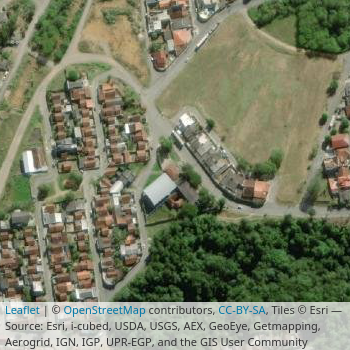 Leaflet | © OpenStreetMap contributors, CC-BY-SA, Tiles © Esri —
Source: Esri, i-cubed, USDA, USGS, AEX, GeoEye, Getmapping,
Aerogrid, IGN, IGP, UPR-EGP, and the GIS User Community